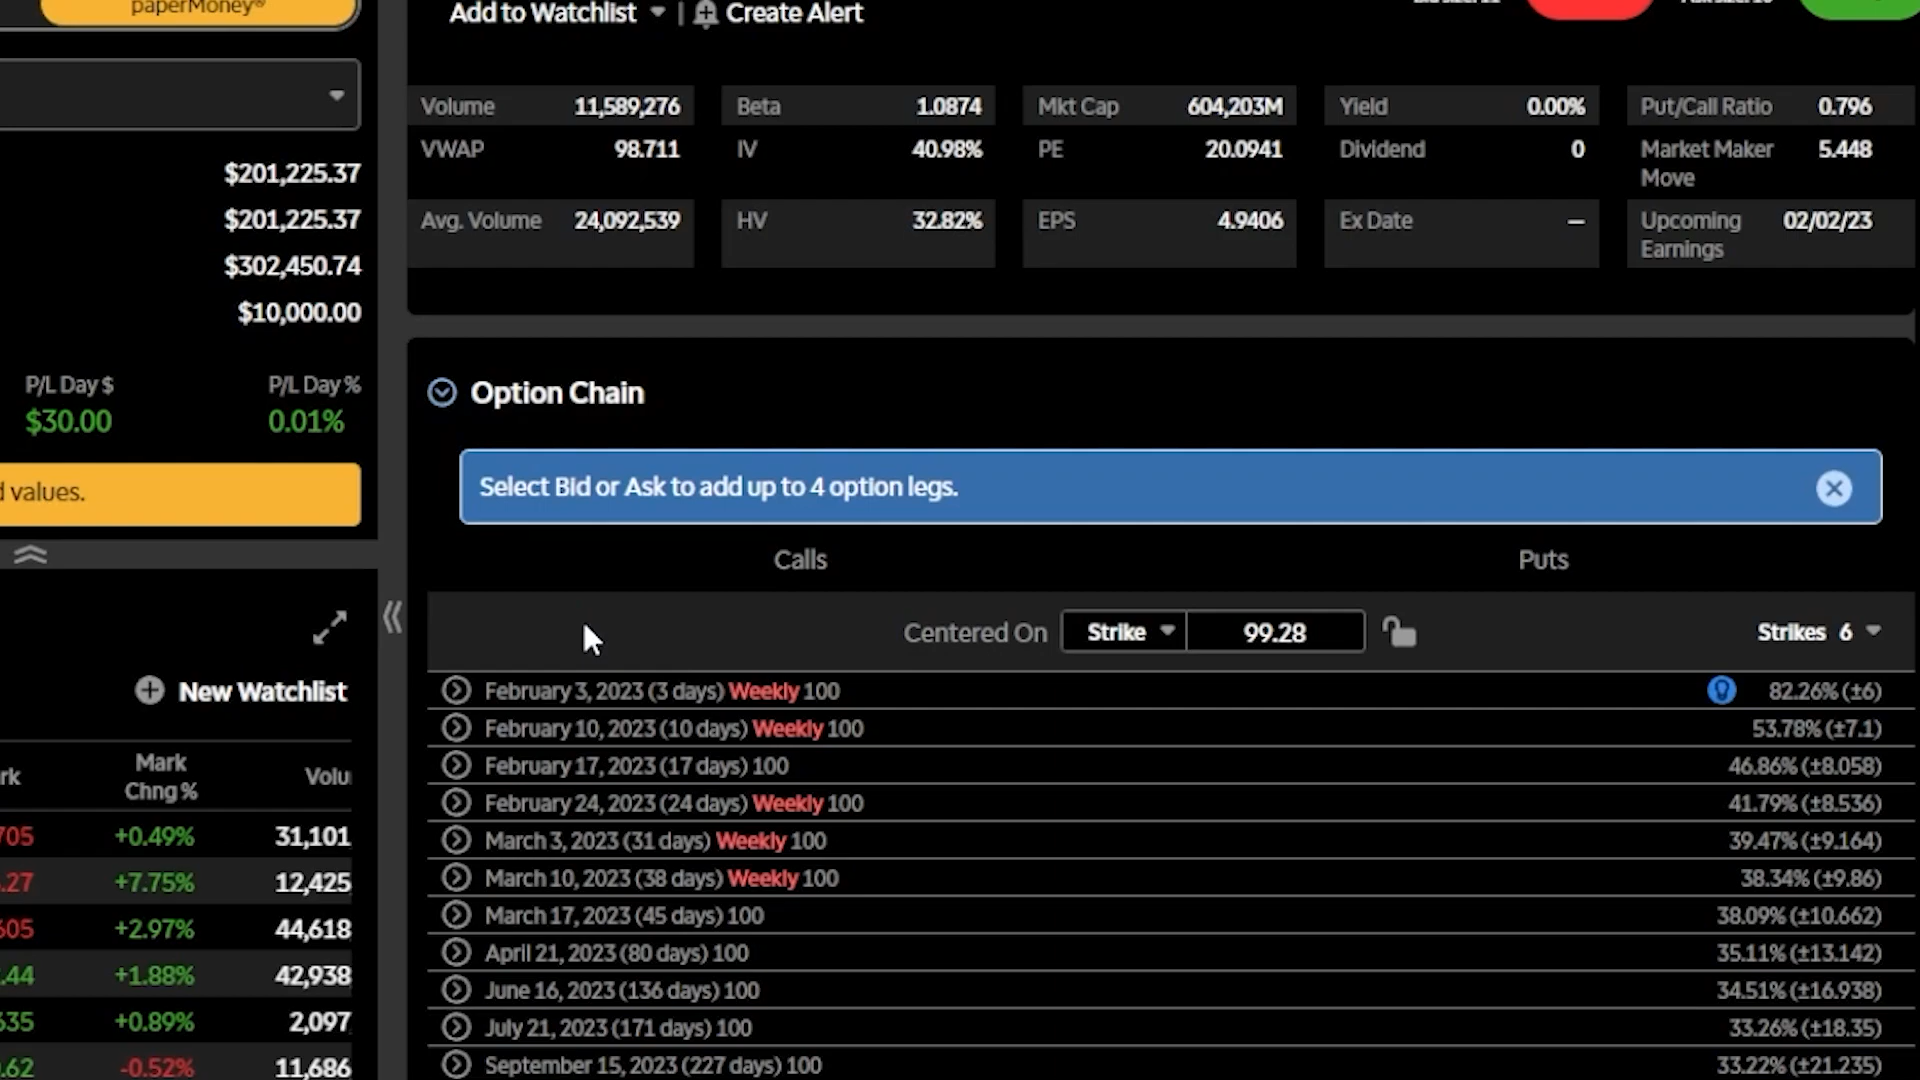 paperMoney®
Add to Watchlist | Create Alert
Volume 11,589,276 Beta 1.0874 Mkt Cap 604,203M Yield 0.00% Put/Call Ratio 0.796
VWAP 98.711 IV 40.98% PE 20.0941 Dividend 0 Market Maker Move 5.448
Avg. Volume 24,092,539 HV 32.82% EPS 4.9406 Ex Date — Upcoming Earnings 02/02/23
$201,225.37
$201,225.37
$302,450.74
$10,000.00
P/L Day $ P/L Day %
$30.00 0.01%
values.
New Watchlist
Mark Chng % Volu
705 +0.49% 31,101
.27 +7.75% 12,425
605 +2.97% 44,618
.44 +1.88% 42,938
635 +0.89% 2,097
.62 -0.52% 11,686
Option Chain
Select Bid or Ask to add up to 4 option legs.
Calls Puts
Centered On Strike 99.28 Strikes 6
February 3, 2023 (3 days) Weekly 100 82.26% (±6)
February 10, 2023 (10 days) Weekly 100 53.78% (±7.1)
February 17, 2023 (17 days) 100 46.86% (±8.058)
February 24, 2023 (24 days) Weekly 100 41.79% (±8.536)
March 3, 2023 (31 days) Weekly 100 39.47% (±9.164)
March 10, 2023 (38 days) Weekly 100 38.34% (±9.86)
March 17, 2023 (45 days) 100 38.09% (±10.662)
April 21, 2023 (80 days) 100 35.11% (±13.142)
June 16, 2023 (136 days) 100 34.51% (±16.938)
July 21, 2023 (171 days) 100 33.26% (±18.35)
September 15, 2023 (227 days) 100 33.22% (±21.235)